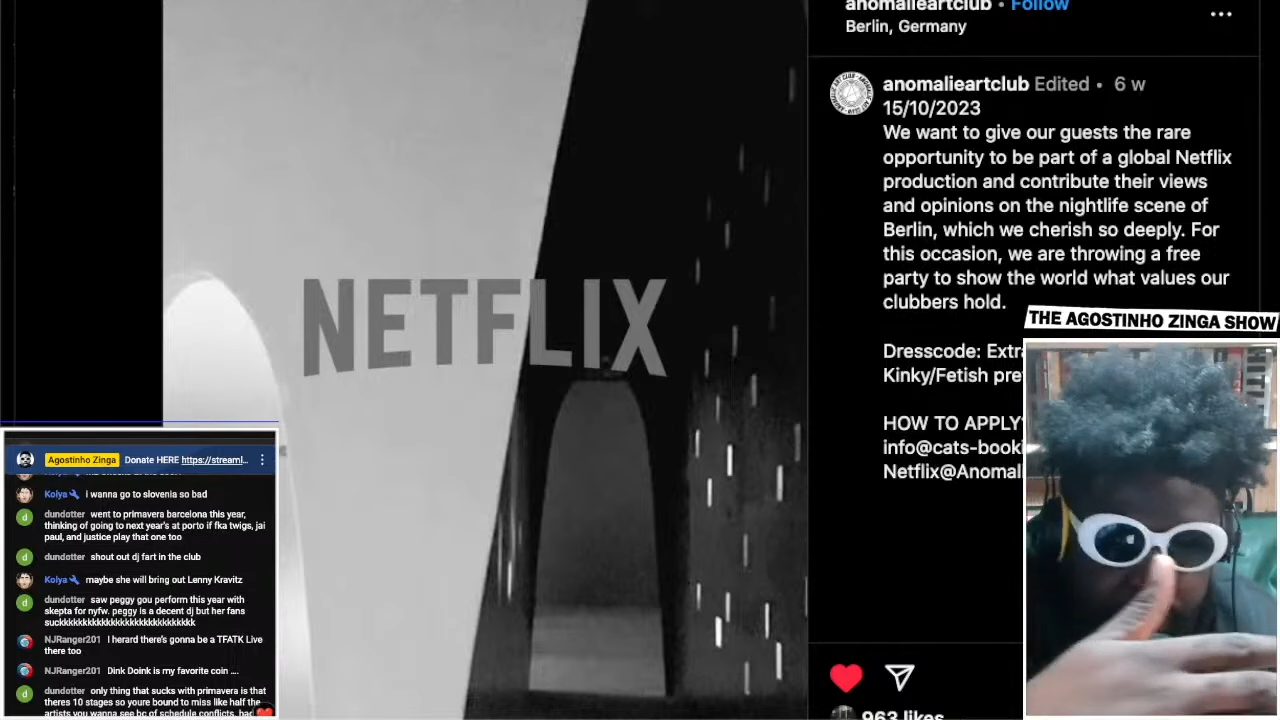 anomalieartclub • Follow
Berlin, Germany
anomalieartclub Edited • 6 w
15/10/2023
We want to give our guests the rare
opportunity to be part of a global Netflix
production and contribute their views
and opinions on the nightlife scene of
Berlin, which we cherish so deeply. For
this occasion, we are throwing a free
party to show the world what values our
clubbers hold.
Dresscode:
Kinky/Fetish
HOW TO APPLY
963 likes
NETFLIX
THE AGOSTINHO ZINGA SHOW
Agostinho Zinga Donate HERE https://streaml...
Kolya i wanna go to slovenia so bad
dundotter went to primavera barcelona this year,
thinking of going to next year's at porto if fka twigs, jai
paul, and justice play that one too
dundotter shout out dj fart in the club
Kolya maybe she will bring out Lenny Kravitz
dundotter saw peggy gou perform this year with
skepta for nyfw. peggy is a decent dj but her fans
suckkkkkkkkkkkkkkkkkkkkkkkkkkk
NJRanger201 I herard there's gonna be a TFATK Live
there too
NJRanger201 Dink Doink is my favorite coin ....
dundotter only thing that sucks with primavera is that
theres 10 stages so youre bound to miss like half the
artists you wanna see bc of schedule conflicts.